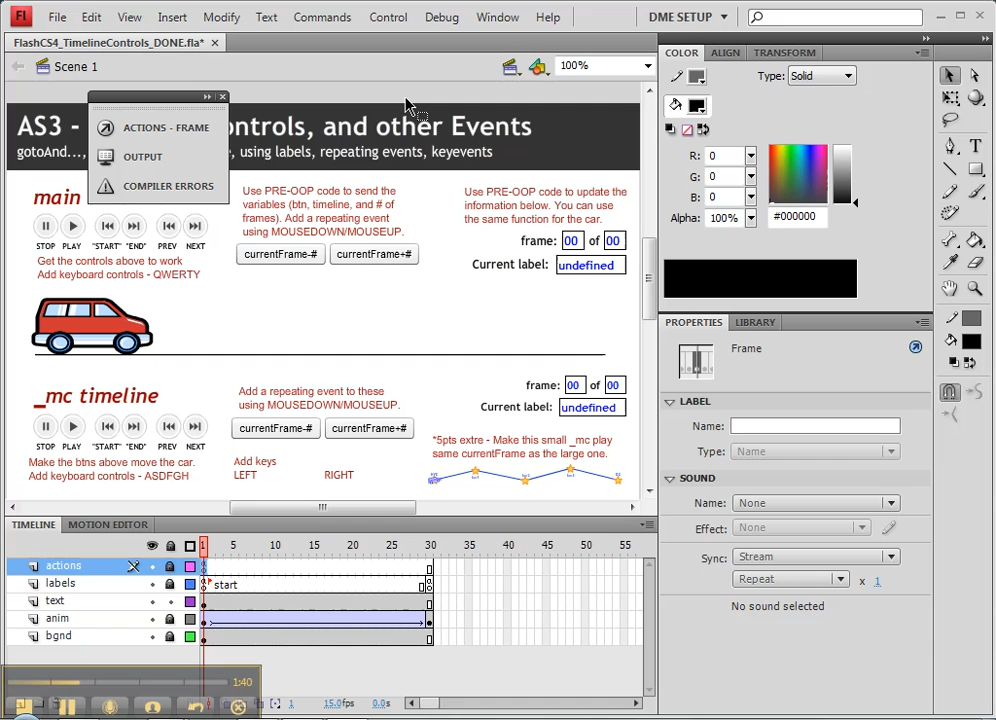 Fl File Edit View Insert Modify Text Commands Control Debug Window Help DME SETUP
FlashCS4_TimelineControls_DONE.fla*
Scene 1 100%
COLOR ALIGN TRANSFORM
Type: Solid
R: 0
G: 0
B: 0
Alpha: 100% #000000
ACTIONS - FRAME
OUTPUT
COMPILER ERRORS
AS3 - ontrols, and other Events
gotoAnd..., e, using labels, repeating events, keyevents
main
STOP PLAY "START" "END" PREV NEXT
Get the controls above to work
Add keyboard controls - QWERTY
Use PRE-OOP code to send the
variables (btn, timeline, and # of
frames). Add a repeating event
using MOUSEDOWN/MOUSEUP.
currentFrame-# currentFrame+#
Use PRE-OOP code to update the
information below. You can use
the same function for the car.
frame: 00 of 00
Current label: undefined
_mc timeline
STOP PLAY "START" "END" PREV NEXT
Make the btns above move the car.
Add keyboard controls - ASDFGH
Add a repeating event to these
using MOUSEDOWN/MOUSEUP.
currentFrame-# currentFrame+#
Add keys
LEFT RIGHT
frame: 00 of 00
Current label: undefined
*5pts extre - Make this small _mc play
same currentFrame as the large one.
PROPERTIES LIBRARY
Frame
LABEL
Name:
Type: Name
SOUND
Name: None
Effect: None
Sync: Stream
Repeat x 1
No sound selected
TIMELINE MOTION EDITOR
1 5 10 15 20 25 30 35 40 45 50 55
actions
labels start
text
anim
bgnd
1:40
1 15.0fps 0.0s